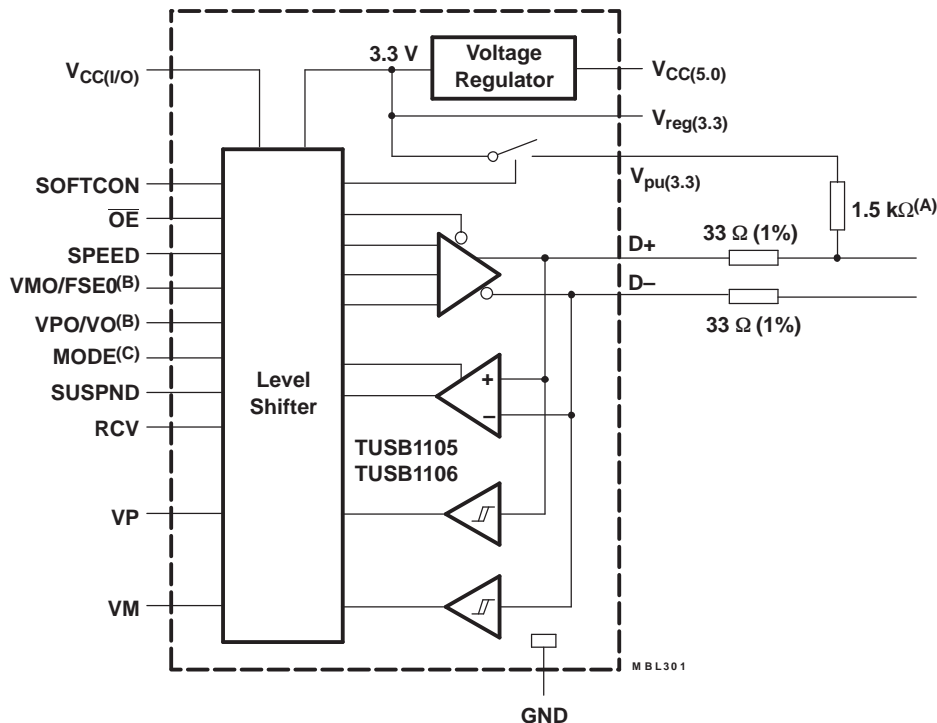 3.3 V
Voltage
Regulator
VCC(I/O)
VCC(5.0)
Vreg(3.3)
Vpu(3.3)
SOFTCON
1.5 kΩ(A)
OE
SPEED
D+
33 Ω (1%)
VMO/FSE0(B)
D–
VPO/VO(B)
33 Ω (1%)
MODE(C)
Level
Shifter
+
–
SUSPND
RCV
TUSB1105
TUSB1106
VP
VM
MBL301
GND